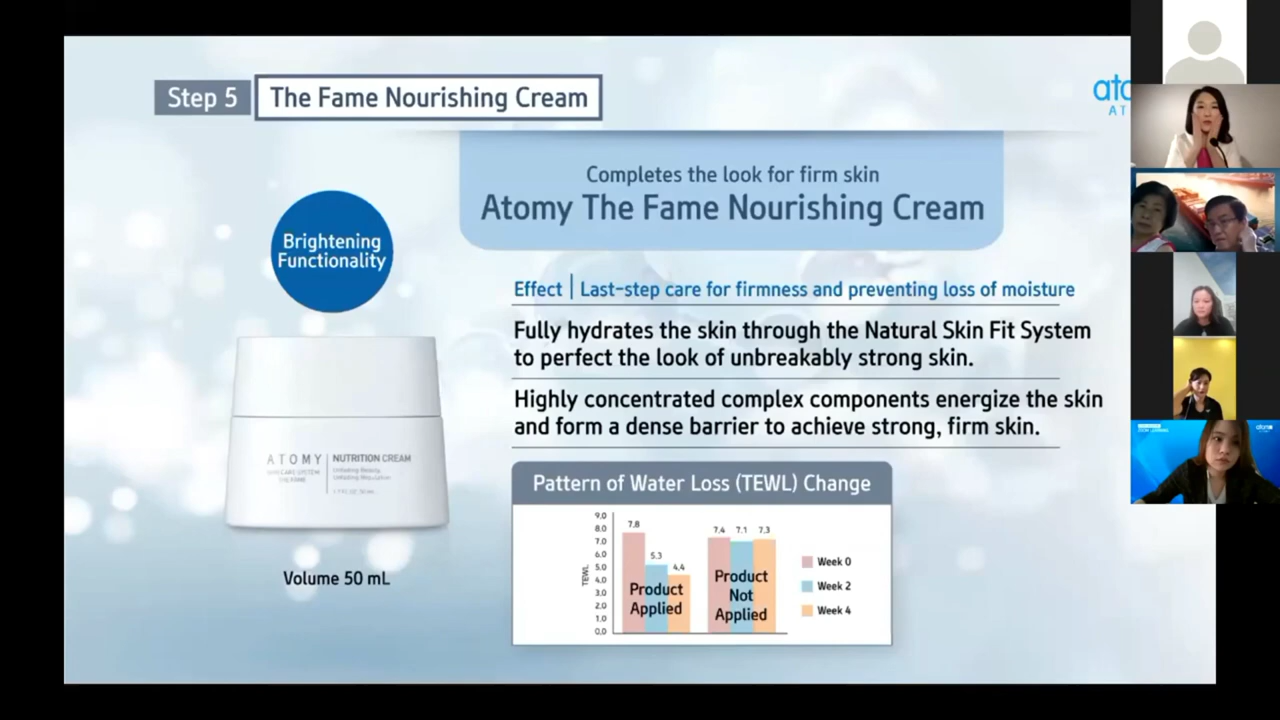 Step 5
The Fame Nourishing Cream
Completes the look for firm skin
Atomy The Fame Nourishing Cream
Brightening
Functionality
Effect | Last-step care for firmness and preventing loss of moisture
Fully hydrates the skin through the Natural Skin Fit System
to perfect the look of unbreakably strong skin.
Highly concentrated complex components energize the skin
and form a dense barrier to achieve strong, firm skin.
ATOMY
NUTRITION CREAM
Volume 50 mL
Pattern of Water Loss (TEWL) Change
9.0
8.0
7.0
6.0
5.0
4.0
3.0
2.0
1.0
0.0
TEWL
7.8
5.3
4.4
Product
Applied
7.4
7.1
7.3
Product
Not
Applied
Week 0
Week 2
Week 4